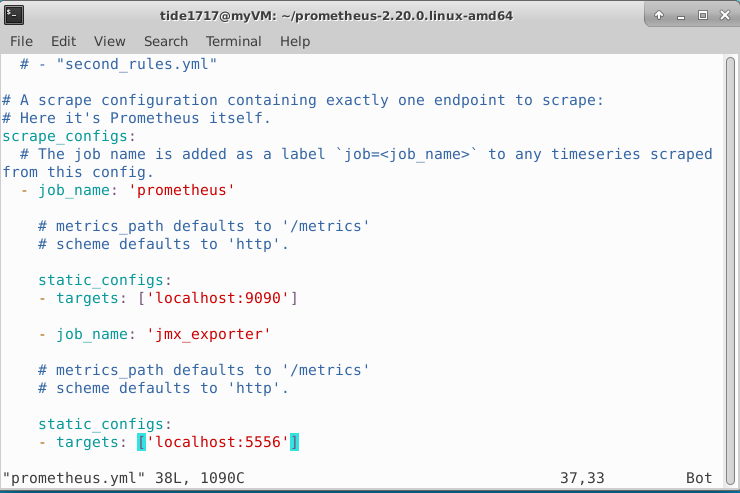 tide1717@myVM: ~/prometheus-2.20.0.linux-amd64
File Edit View Search Terminal Help
  # - "second_rules.yml"

# A scrape configuration containing exactly one endpoint to scrape:
# Here it's Prometheus itself.
scrape_configs:
  # The job name is added as a label `job=<job_name>` to any timeseries scraped
from this config.
  - job_name: 'prometheus'

    # metrics_path defaults to '/metrics'
    # scheme defaults to 'http'.

    static_configs:
    - targets: ['localhost:9090']

    - job_name: 'jmx_exporter'

    # metrics_path defaults to '/metrics'
    # scheme defaults to 'http'.

    static_configs:
    - targets: ['localhost:5556']

"prometheus.yml" 38L, 1090C 37,33 Bot